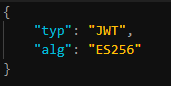 {
    "typ": "JWT",
    "alg": "ES256"
}